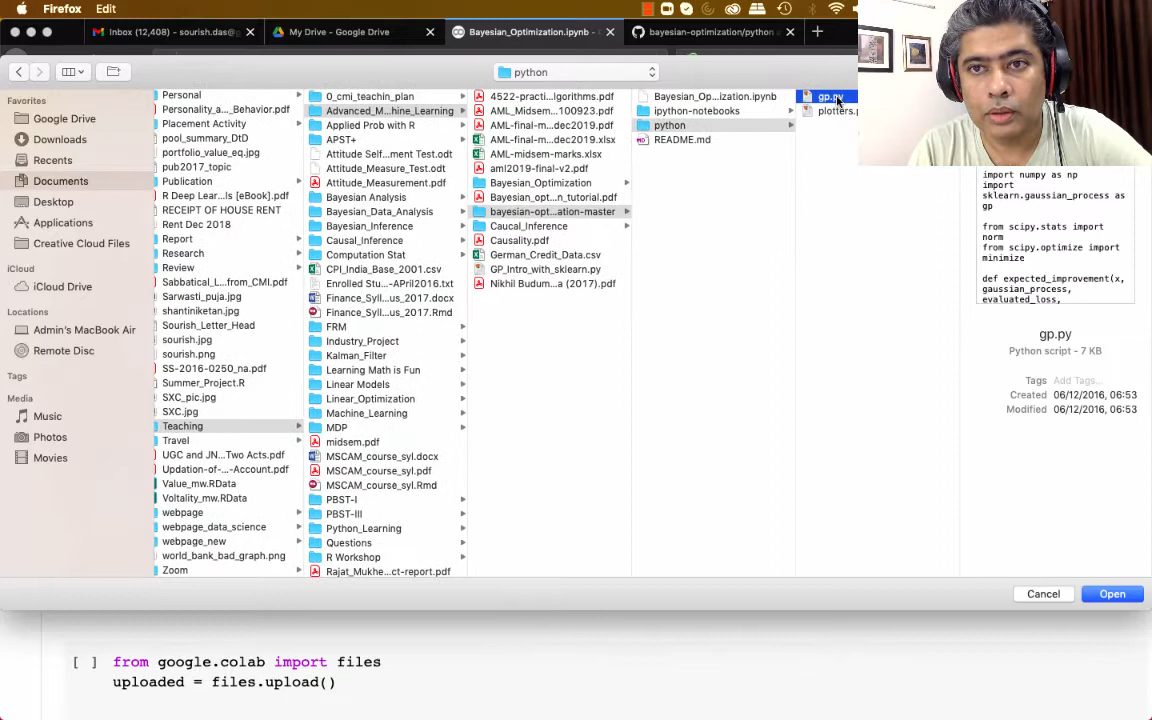 Firefox
Edit
Inbox (12,408) - sourish.das@g
My Drive - Google Drive
Bayesian_Optimization.ipynb -
bayesian-optimization/python
python
Favorites
Google Drive
Downloads
Recents
Documents
Desktop
Applications
Creative Cloud Files
iCloud
iCloud Drive
Locations
Admin's MacBook Air
Remote Disc
Tags
Media
Music
Photos
Movies
Personal
Personality_a..._Behavior.pdf
Placement Activity
pool_summary_DtD
portfolio_value_eq.jpg
pub2017_topic
Publication
R Deep Lear...ls [eBook].pdf
RECEIPT OF HOUSE RENT
Rent Dec 2018
Report
Research
Review
Sabbatical_L...from_CMI.pdf
Sarwasti_puja.jpg
shantiniketan.jpg
Sourish_Letter_Head
sourish.jpg
sourish.png
SS-2016-0250_na.pdf
Summer_Project.R
SXC_pic.jpg
SXC.jpg
Teaching
Travel
UGC and JN...Two Acts.pdf
Updation-of-...-Account.pdf
Value_mw.RData
Voltality_mw.RData
webpage
webpage_data_science
webpage_new
world_bank_bad_graph.png
Zoom
0_cmi_teachin_plan
Advanced_M...hine_Learning
Applied Prob with R
APST+
Attitude Self...ment Test.odt
Attitude_Measure_Test.odt
Attitude_Measurement.pdf
Bayesian Analysis
Bayesian_Data_Analysis
Bayesian_Inference
Causal_Inference
Computation Stat
CPI_India_Base_2001.csv
Enrolled Stu...-APril2016.txt
Finance_Syll...us_2017.docx
Finance_Syll...us_2017.Rmd
FRM
Industry_Project
Kalman_Filter
Learning Math is Fun
Linear Models
Linear_Optimization
Machine_Learning
MDP
midsem.pdf
MSCAM_course_syl.docx
MSCAM_course_syl.pdf
MSCAM_course_syl.Rmd
PBST-I
PBST-III
Python_Learning
Questions
R Workshop
Rajat_Mukhe...ct-report.pdf
4522-practi...lgorithms.pdf
AML_Midsem...100923.pdf
AML-final-m...dec2019.pdf
AML-final-m...dec2019.xlsx
AML-midsem-marks.xlsx
aml2019-final-v2.pdf
Bayesian_Optimization
Bayesian_opt...n_tutorial.pdf
bayesian-opt...ation-master
Caucal_Inference
Causality.pdf
German_Credit_Data.csv
GP_Intro_with_sklearn.py
Nikhil Budum...a (2017).pdf
Bayesian_Op...ization.ipynb
ipython-notebooks
python
README.md
gp.py
plotters.p
import numpy as np
import
sklearn.gaussian_process as
gp
from scipy.stats import
norm
from scipy.optimize import
minimize
def expected_improvement(x,
gaussian_process,
evaluated_loss,
gp.py
Python script - 7 KB
Tags Add Tags...
Created 06/12/2016, 06:53
Modified 06/12/2016, 06:53
Cancel
Open
[ ] from google.colab import files
uploaded = files.upload()